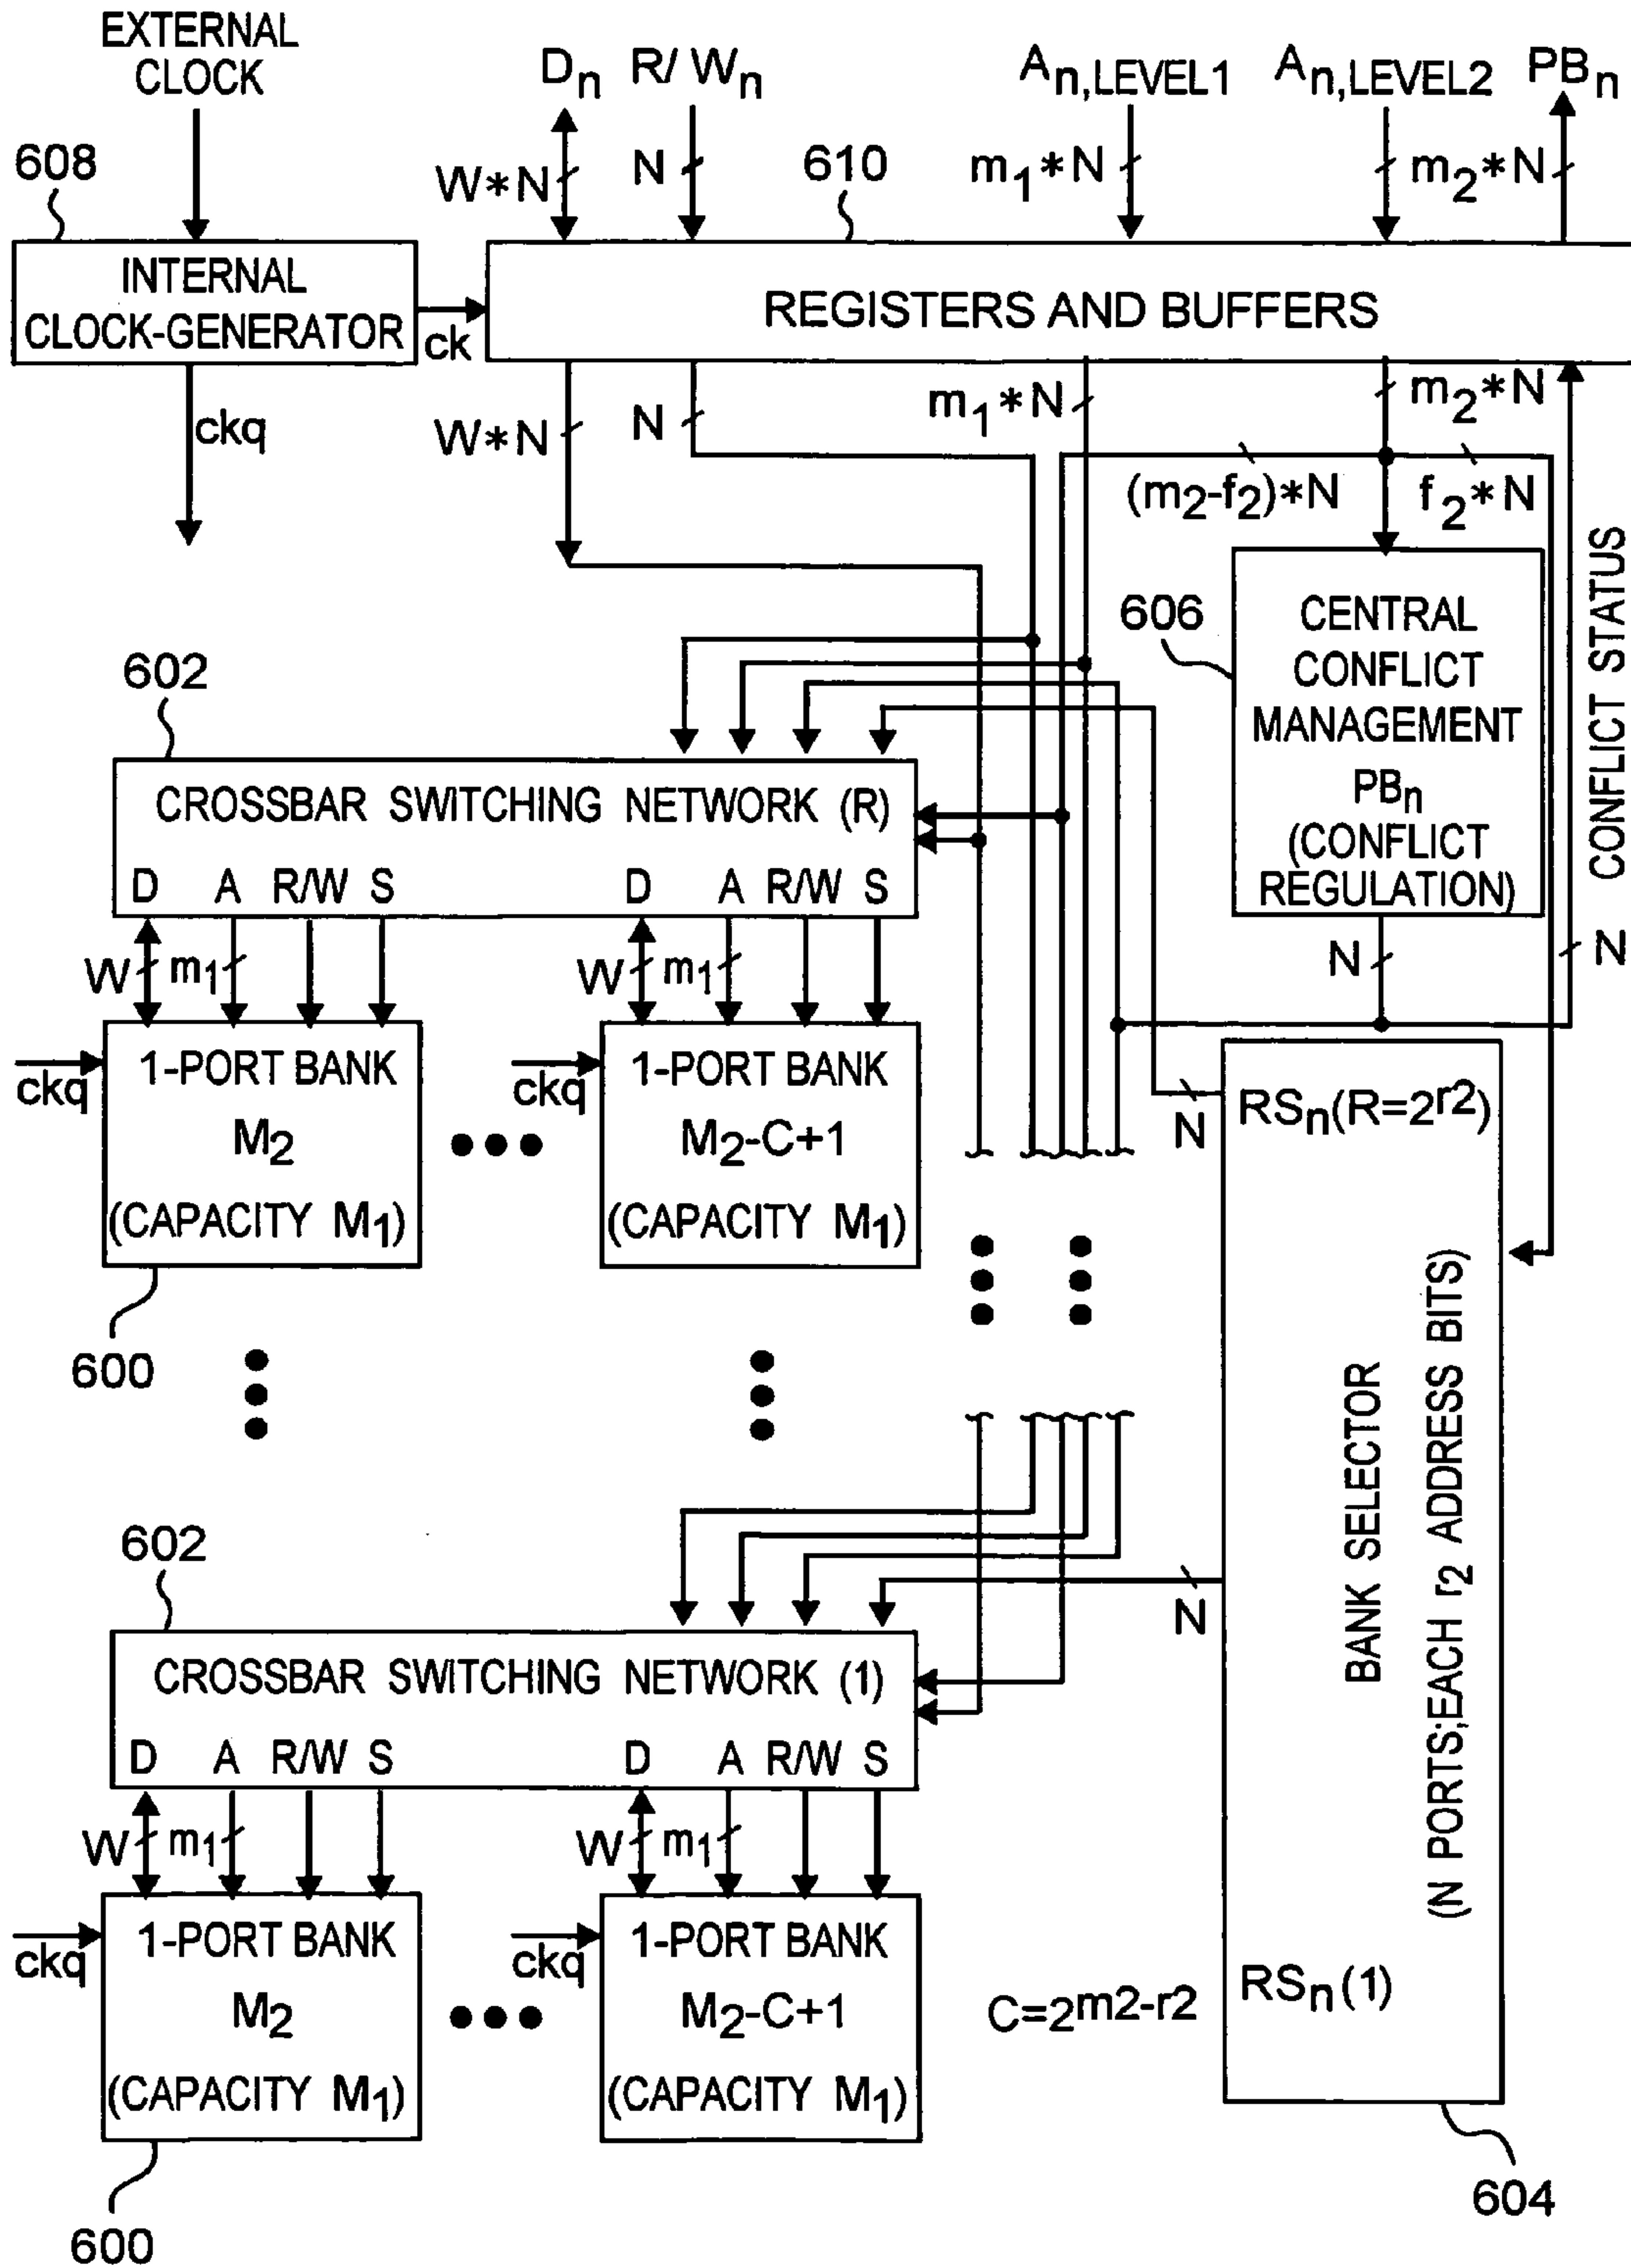 EXTERNAL
CLOCK
Dn R/ Wn
An,LEVEL1
An,LEVEL2
PBn
608
W*N
N
610
m1*N
m2*N
INTERNAL
CLOCK-GENERATOR
ck
REGISTERS AND BUFFERS
ckq
W*N
N
m1*N
m2*N
(m2-f2)*N
f2*N
CONFLICT STATUS
606
CENTRAL
CONFLICT
MANAGEMENT
PBn
(CONFLICT
REGULATION)
602
CROSSBAR SWITCHING NETWORK (R)
D A R/W S
D A R/W S
W m1
W m1
N
N
ckq
1-PORT BANK
M2
(CAPACITY M1)
ckq
1-PORT BANK
M2-C+1
(CAPACITY M1)
N
RSn(R=2r2)
600
BANK SELECTOR
(N PORTS;EACH r2 ADDRESS BITS)
602
N
CROSSBAR SWITCHING NETWORK (1)
D A R/W S
D A R/W S
W m1
W m1
ckq
1-PORT BANK
M2
(CAPACITY M1)
ckq
1-PORT BANK
M2-C+1
(CAPACITY M1)
C=2m2-r2
RSn(1)
604
600